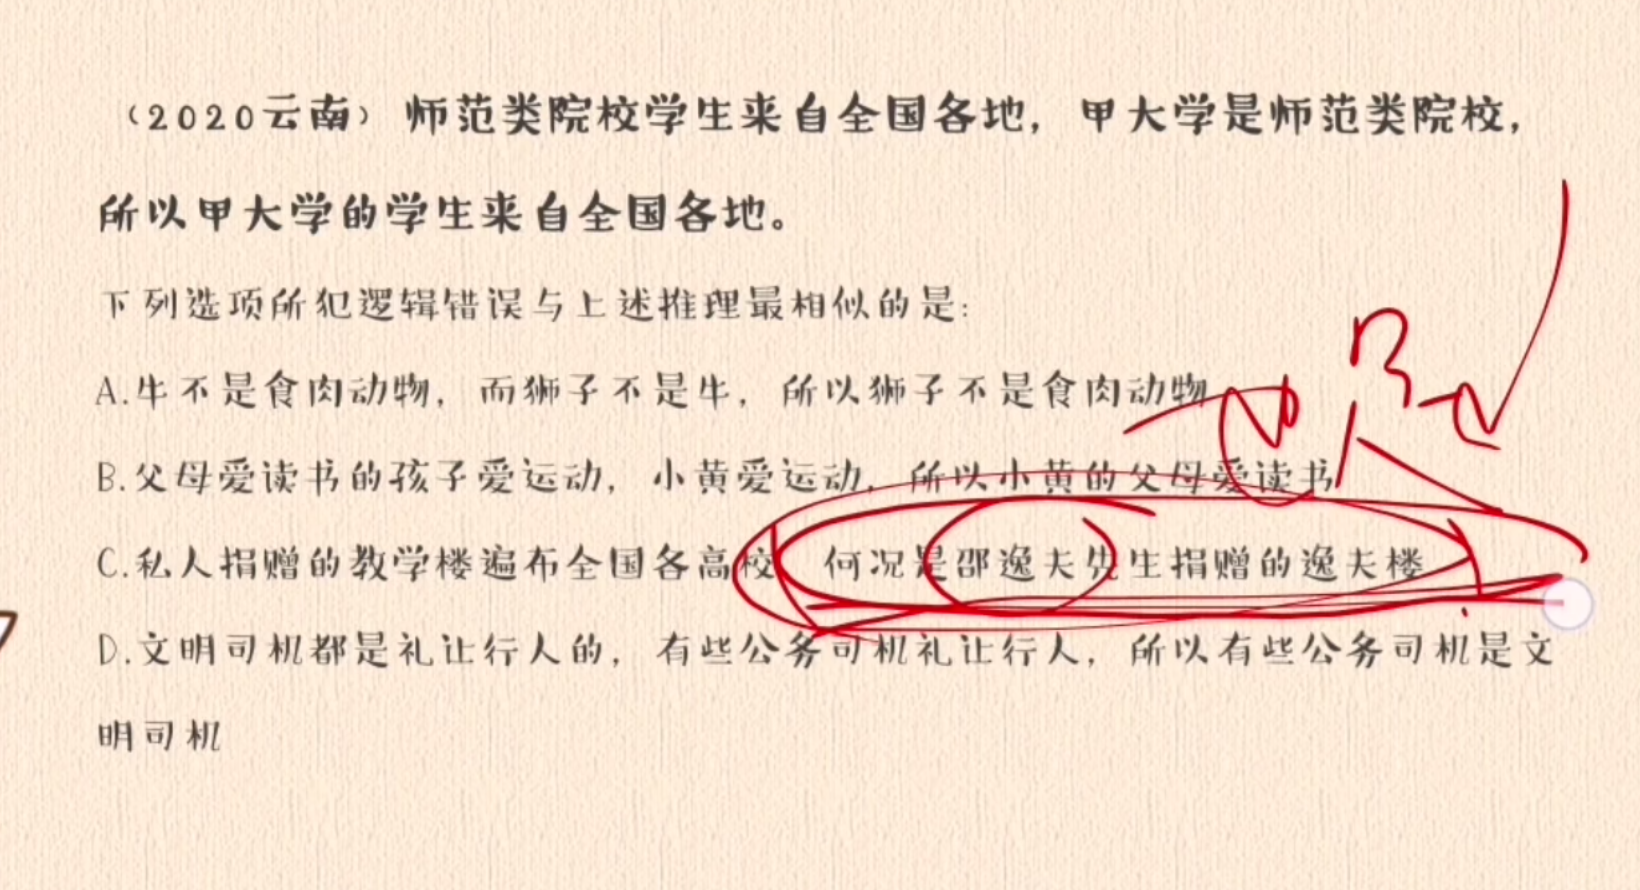 （2020云南）师范类院校学生来自全国各地，甲大学是师范类院校，
所以甲大学的学生来自全国各地。
下列选项所犯逻辑错误与上述推理最相似的是：
A.牛不是食肉动物，而狮子不是牛，所以狮子不是食肉动物
B.父母爱读书的孩子爱运动，小黄爱运动，所以小黄的父母爱读书
C.私人捐赠的教学楼遍布全国各高校，何况是邵逸夫先生捐赠的逸夫楼
D.文明司机都是礼让行人的，有些公务司机礼让行人，所以有些公务司机是文
明司机